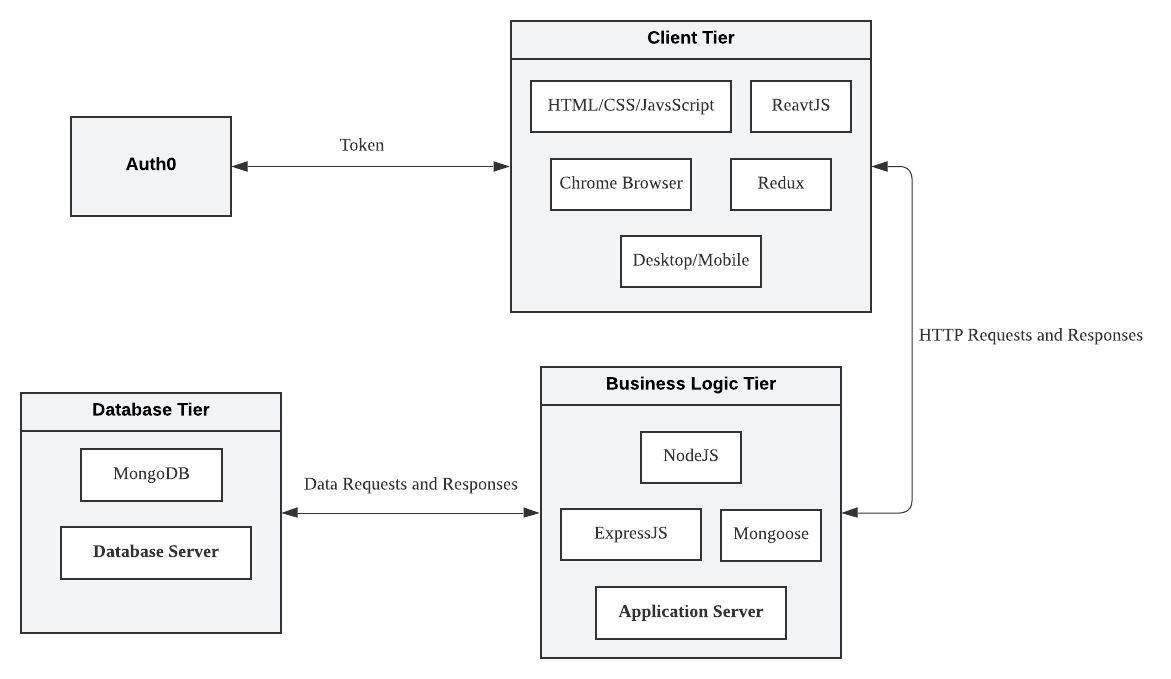 Client Tier
HTML/CSS/JavsScript
ReavtJS
Chrome Browser
Redux
Desktop/Mobile
Auth0
Token
HTTP Requests and Responses
Business Logic Tier
NodeJS
ExpressJS
Mongoose
Application Server
Data Requests and Responses
Database Tier
MongoDB
Database Server